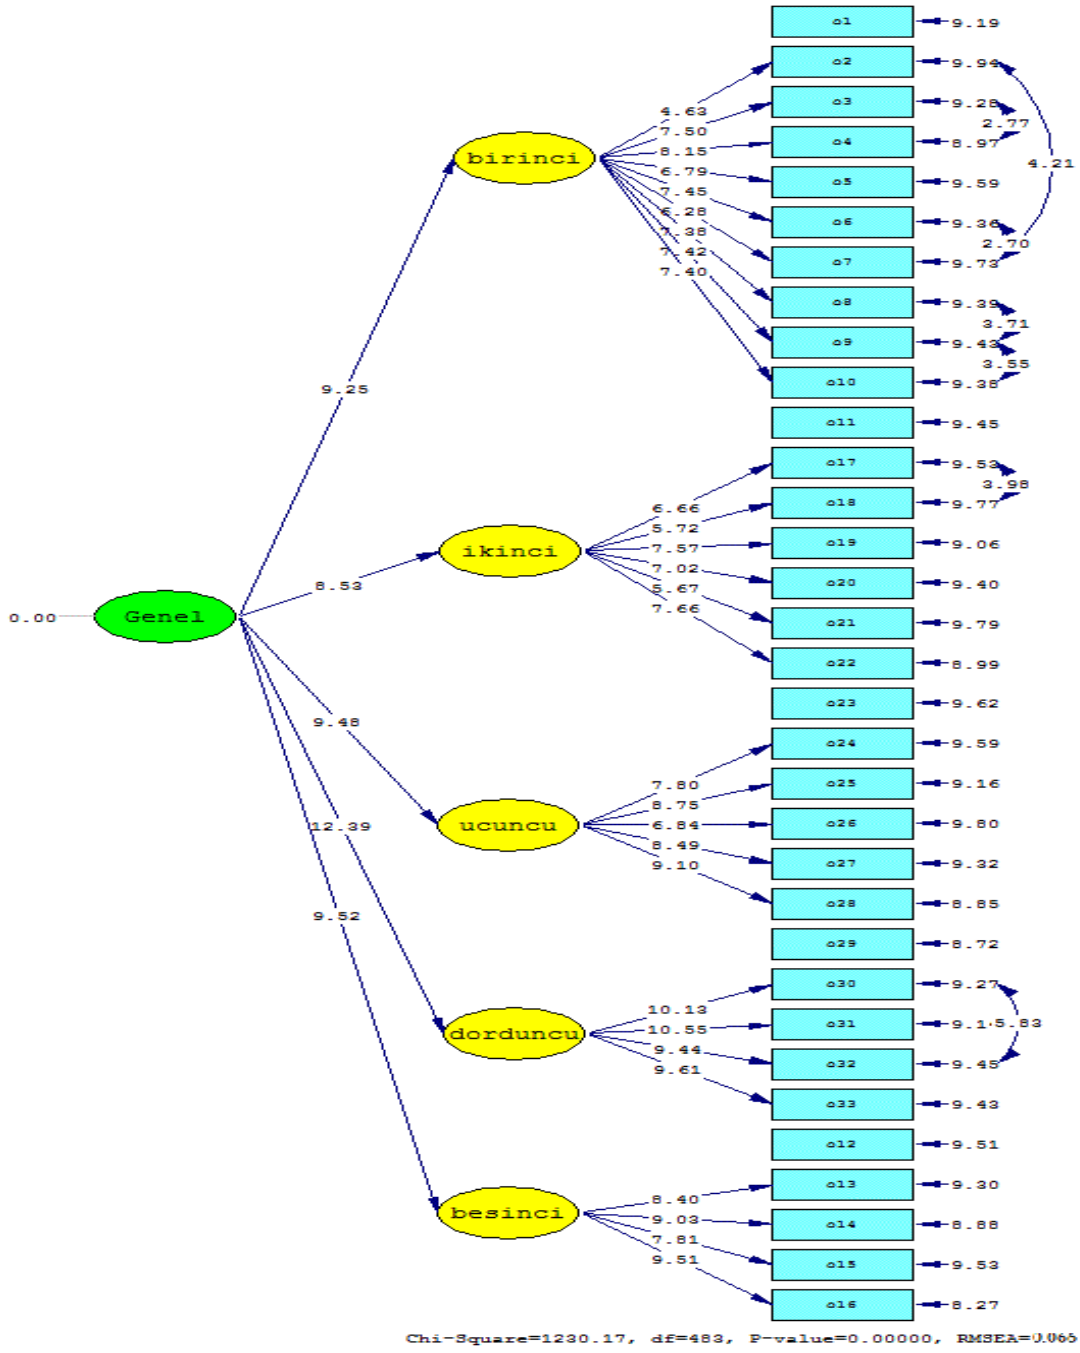 o1 9.19
o2 9.94
4.63 o3 9.28
7.50 2.77
8.15 o4 8.97
birinci 4.21
6.79 o5 9.59
7.45
6.28 o6 9.36
7.38 2.70
7.42 o7 9.73
7.40
o8 9.39
3.71
o9 9.43
3.55
9.25 o10 9.38
o11 9.45
o17 9.53
3.98
6.66 o18 9.77
5.72
ikinci 7.57 o19 9.06
7.02
8.53 5.67 o20 9.40
7.66
0.00 Genel o21 9.79
o22 8.99
9.48 o23 9.62
o24 9.59
7.80 o25 9.16
8.75
12.39 ucuncu 6.84 o26 9.80
8.49
9.10 o27 9.32
9.52 o28 8.85
o29 8.72
o30 9.27
10.13
dorduncu 10.55 o31 9.1 5.83
9.44
9.61 o32 9.45
o33 9.43
o12 9.51
8.40 o13 9.30
besinci 9.03 o14 8.88
7.81
9.51 o15 9.53
o16 8.27
Chi-Square=1230.17, df=483, P-value=0.00000, RMSEA=0.065